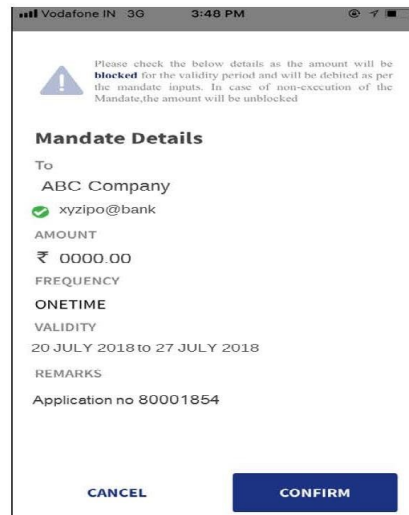 Vodafone IN 3G 3:48 PM
Please check the below details as the amount will be
blocked for the validity period and will be debited as per
the mandate inputs. In case of non-execution of the
Mandate,the amount will be unblocked
Mandate Details
To
ABC Company
xyzipo@bank
AMOUNT
₹ 0000.00
FREQUENCY
ONETIME
VALIDITY
20 JULY 2018 to 27 JULY 2018
REMARKS
Application no 80001854
CANCEL CONFIRM